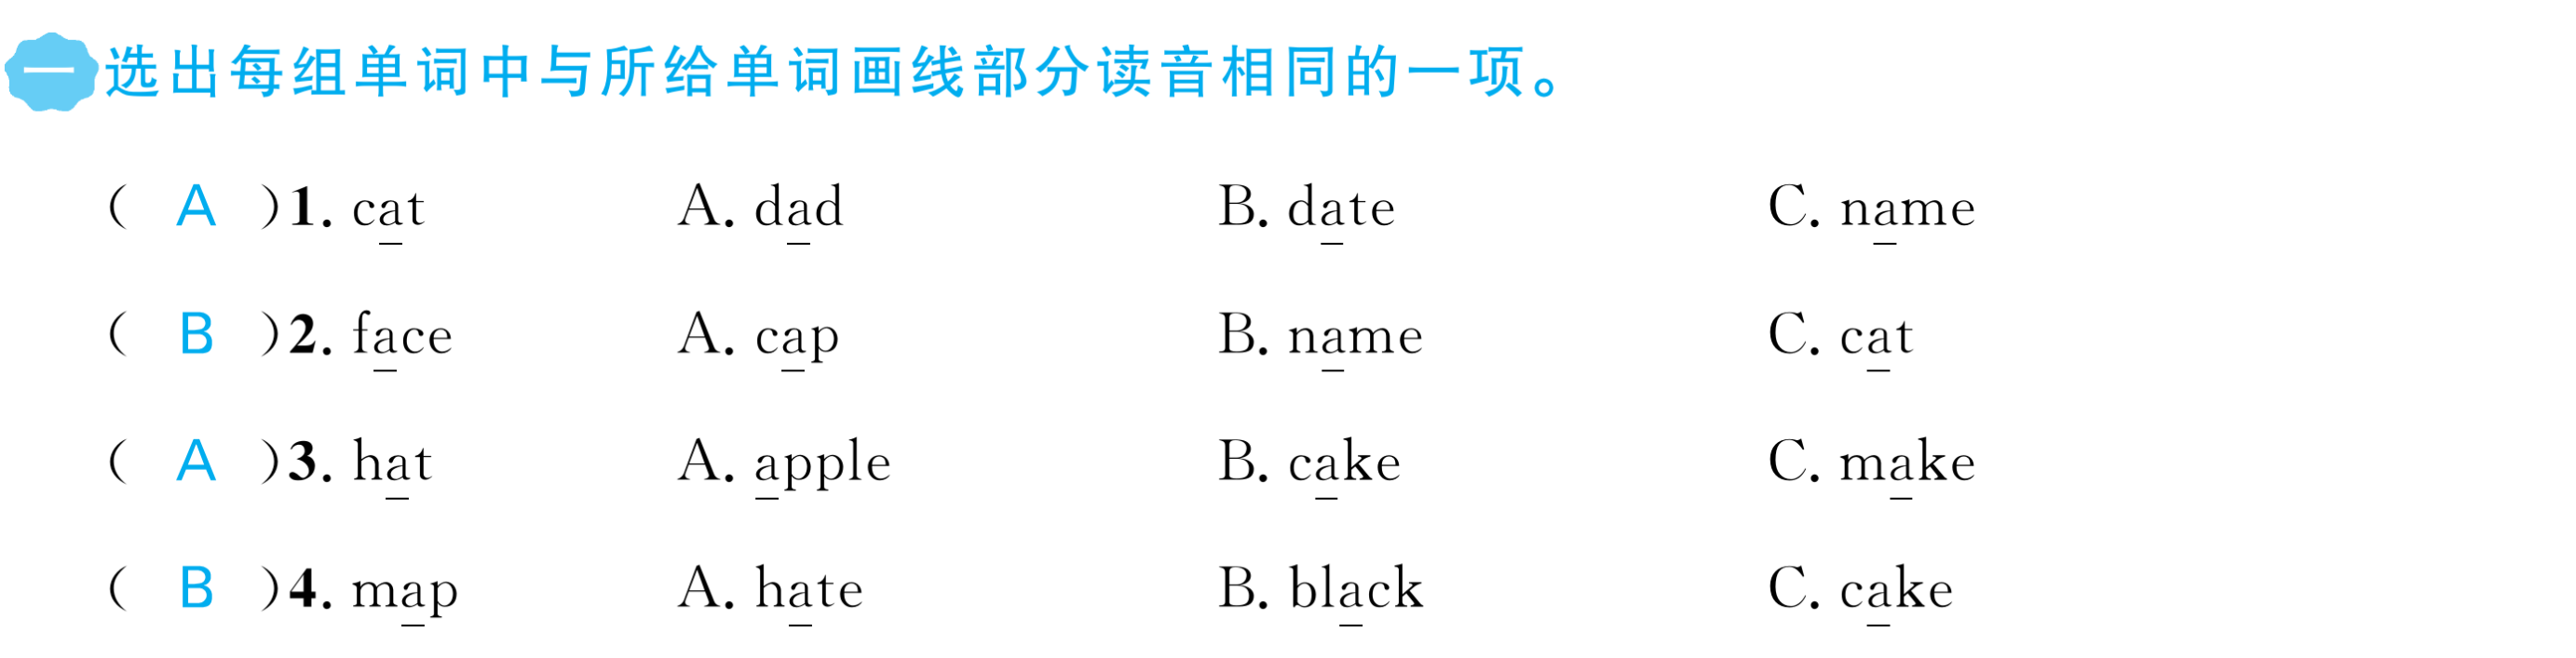 一 选出每组单词中与所给单词画线部分读音相同的一项。
( A )1. cat A. dad B. date C. name
( B )2. face A. cap B. name C. cat
( A )3. hat A. apple B. cake C. make
( B )4. map A. hate B. black C. cake